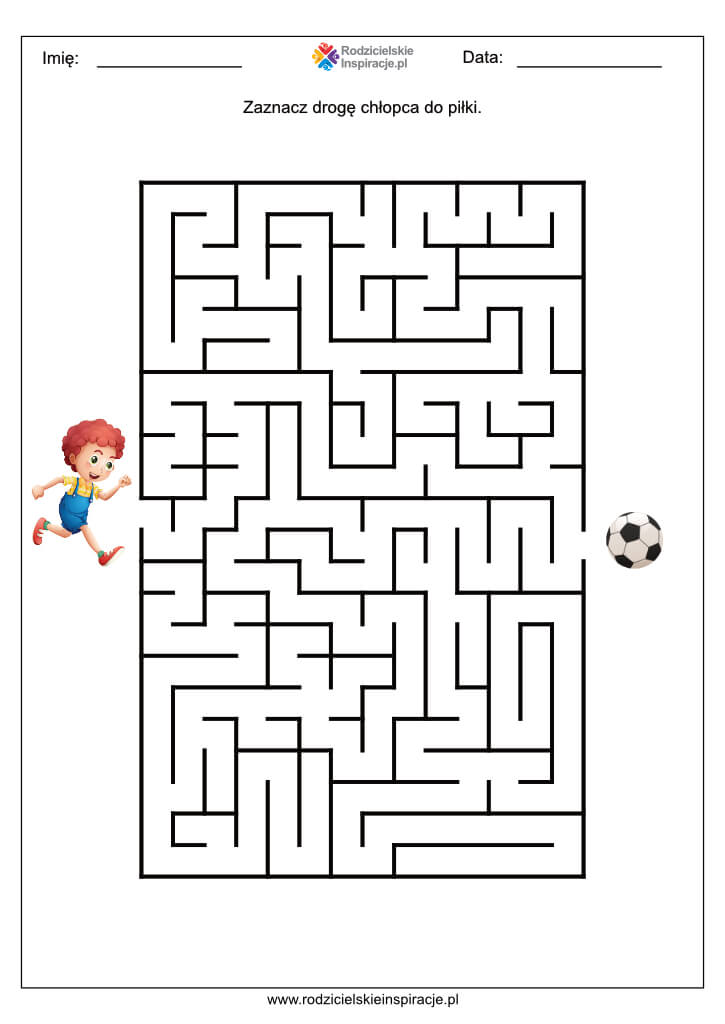 Imię: Rodzicielskie Data:
Inspiracje.pl
Zaznacz drogę chłopca do piłki.
www.rodzicielskieinspiracje.pl